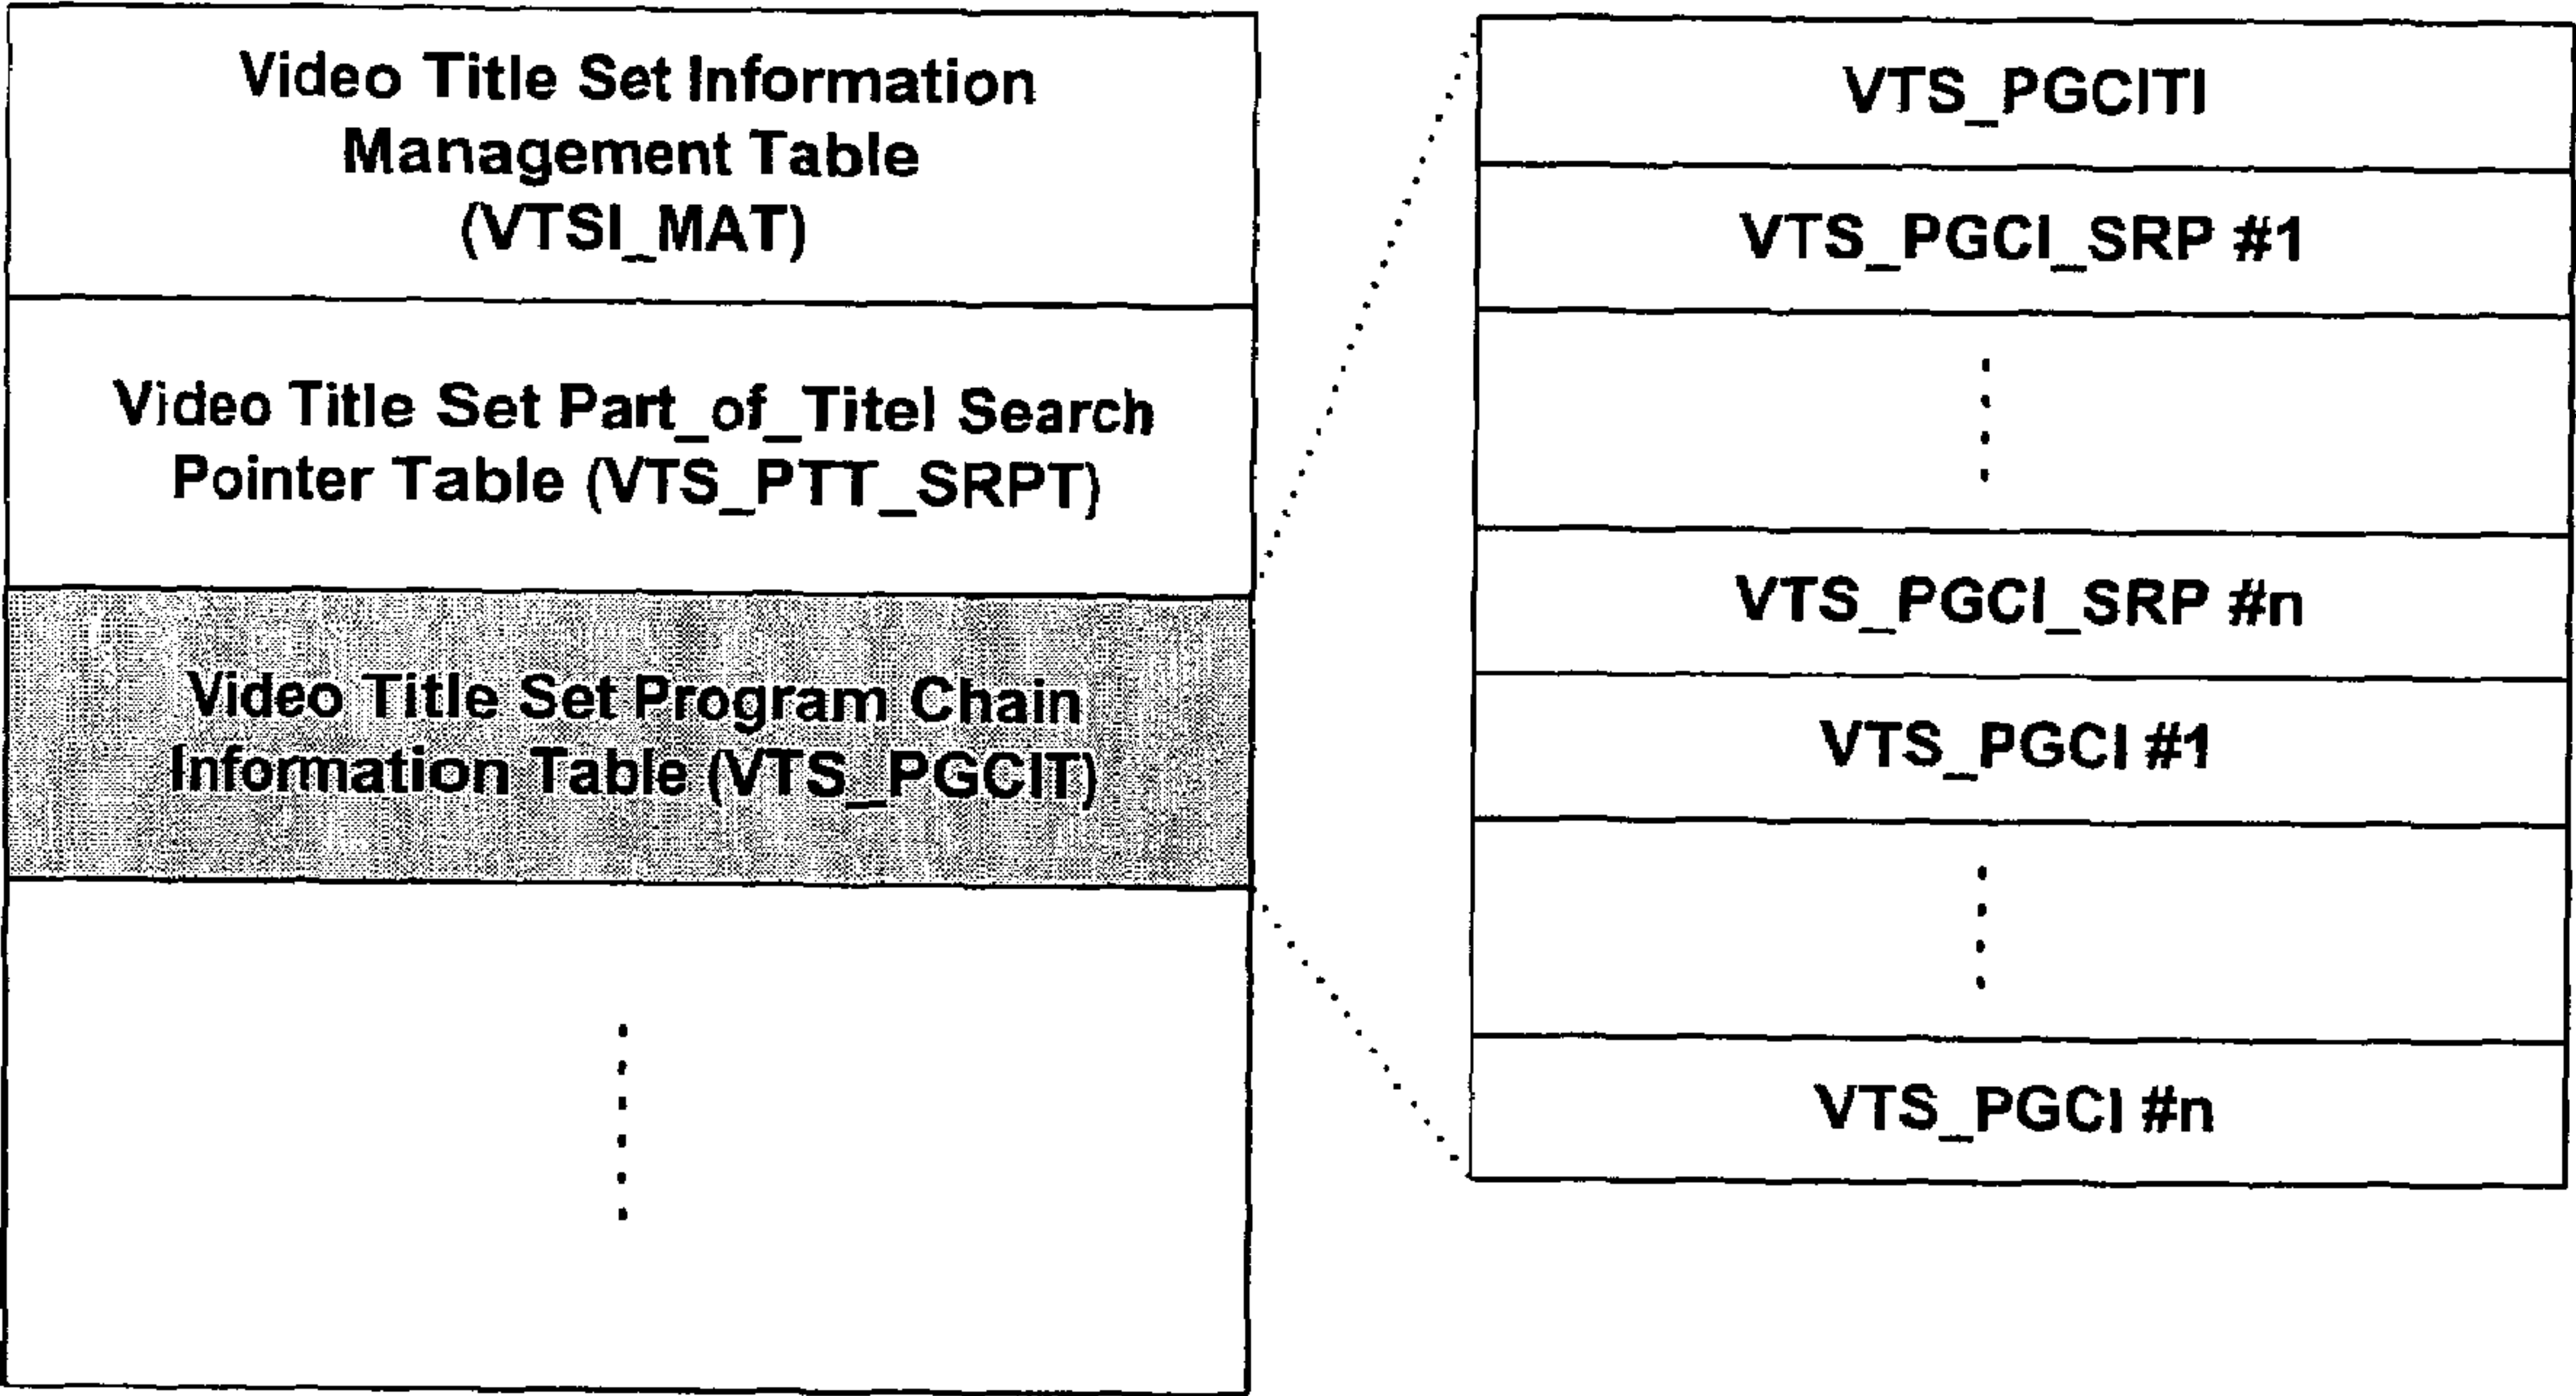 Video Title Set Information
Management Table
(VTSI_MAT)
Video Title Set Part_of_Titel Search
Pointer Table (VTS_PTT_SRPT)
Video Title Set Program Chain
Information Table (VTS_PGCIT)
VTS_PGCITI
VTS_PGCI_SRP #1
VTS_PGCI_SRP #n
VTS_PGCI #1
VTS_PGCI #n